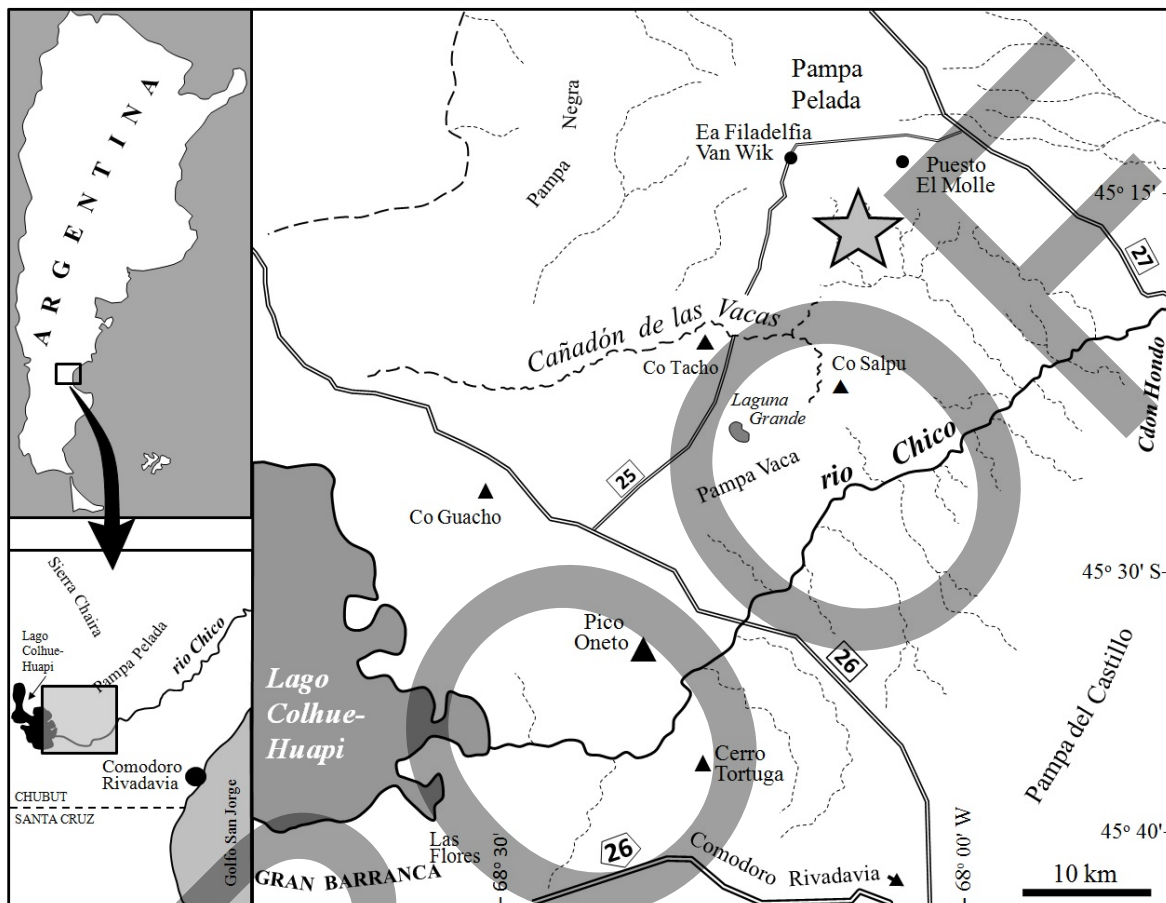 ARGENTINA
Sierra Chaira
Lago
Colhue-
Huapi
Pampa Pelada
rio Chico
Comodoro
Rivadavia
CHUBUT
SANTA CRUZ
Golfo San Jorge
Pampa Negra
Pampa
Pelada
Ea Filadelfia
Van Wik
Puesto
El Molle
45° 15'
27
Cañadón de las Vacas
Co Tacho
Co Salpu
Laguna
Grande
Cdon Hondo
Pampa Vaca
rio Chico
25
Co Guacho
45° 30' S
Pico
Oneto
26
Lago
Colhue-
Huapi
Cerro
Tortuga
Pampa del Castillo
45° 40'
Las
Flores
68° 30'
26
Comodoro Rivadavia
68° 00' W
GRAN BARRANCA
10 km